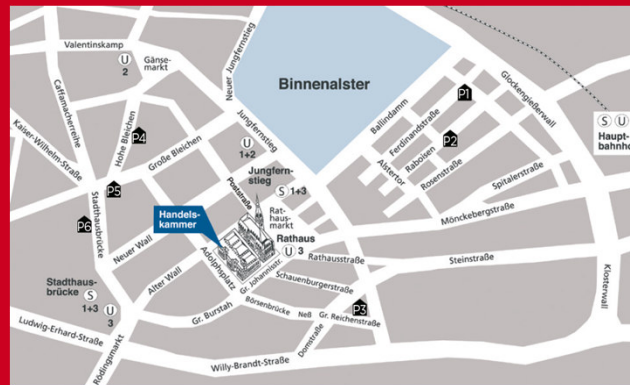 Valentinskamp
U
2
Gänse-
markt
Neuer Jungfernstieg
Binnenalster
Glockengießerwall
P1
Ballindamm
Ferdinandstraße
S U
Haupt-
bahnho
Caffamacherreihe
Kaiser-Wilhelm-Straße
Hohe Bleichen
P4
Große Bleichen
Jungfernstieg
U
1+2
Jungfern-
stieg
S 1+3
Alstertor
Raboisen
P2
Rosenstraße
Spitalerstraße
P5
Poststraße
Rat-
haus-
markt
Mönckebergstraße
Stadthausbrücke
P6
Handels-
kammer
Neuer Wall
Rathaus
U 3
Rathausstraße
Steinstraße
Klosterwall
Adolphsplatz
Gr. Johannisstr.
Alter Wall
Schauenburgerstraße
Stadthaus-
brücke
S
1+3
U
3
Gr. Burstah
Börsenbrücke
Neß
Gr. Reichenstraße
P3
Domstraße
Ludwig-Erhard-Straße
Rödingsmarkt
Willy-Brandt-Straße